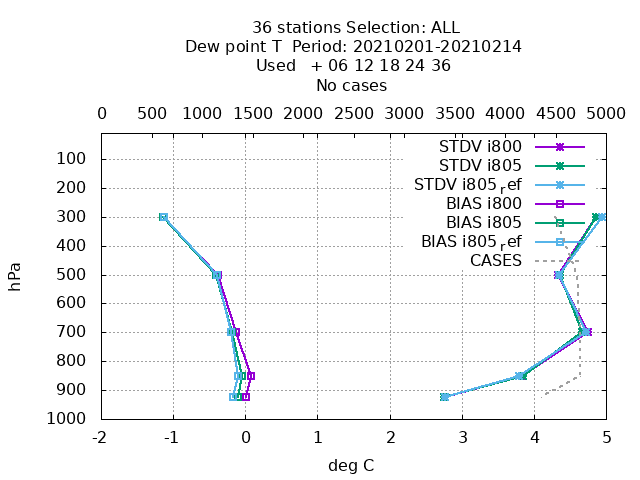 36 stations Selection: ALL
Dew point T  Period: 20210201-20210214
Used   + 06 12 18 24 36
No cases
0 500 1000 1500 2000 2500 3000 3500 4000 4500 5000
STDV i800
STDV i805
STDV i805ref
BIAS i800
BIAS i805
BIAS i805ref
CASES
hPa
100
200
300
400
500
600
700
800
900
1000
-2 -1 0 1 2 3 4 5
deg C